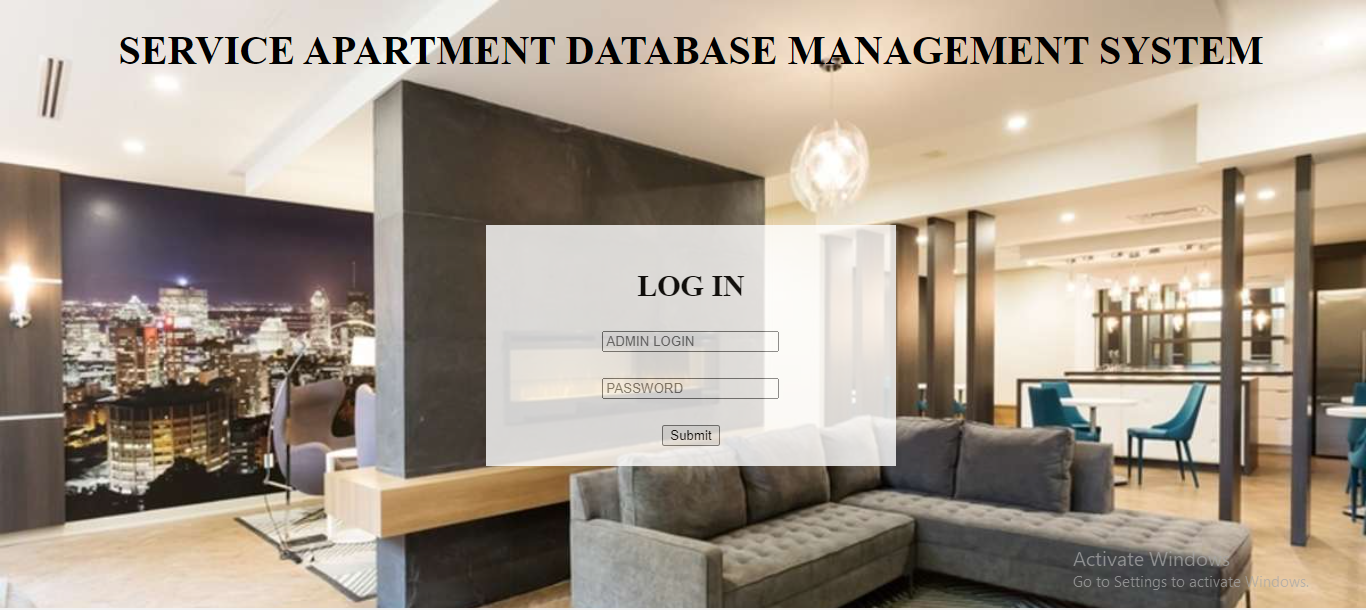 SERVICE APARTMENT DATABASE MANAGEMENT SYSTEM
LOG IN
ADMIN LOGIN
PASSWORD
Submit
Activate Windows
Go to Settings to activate Windows.